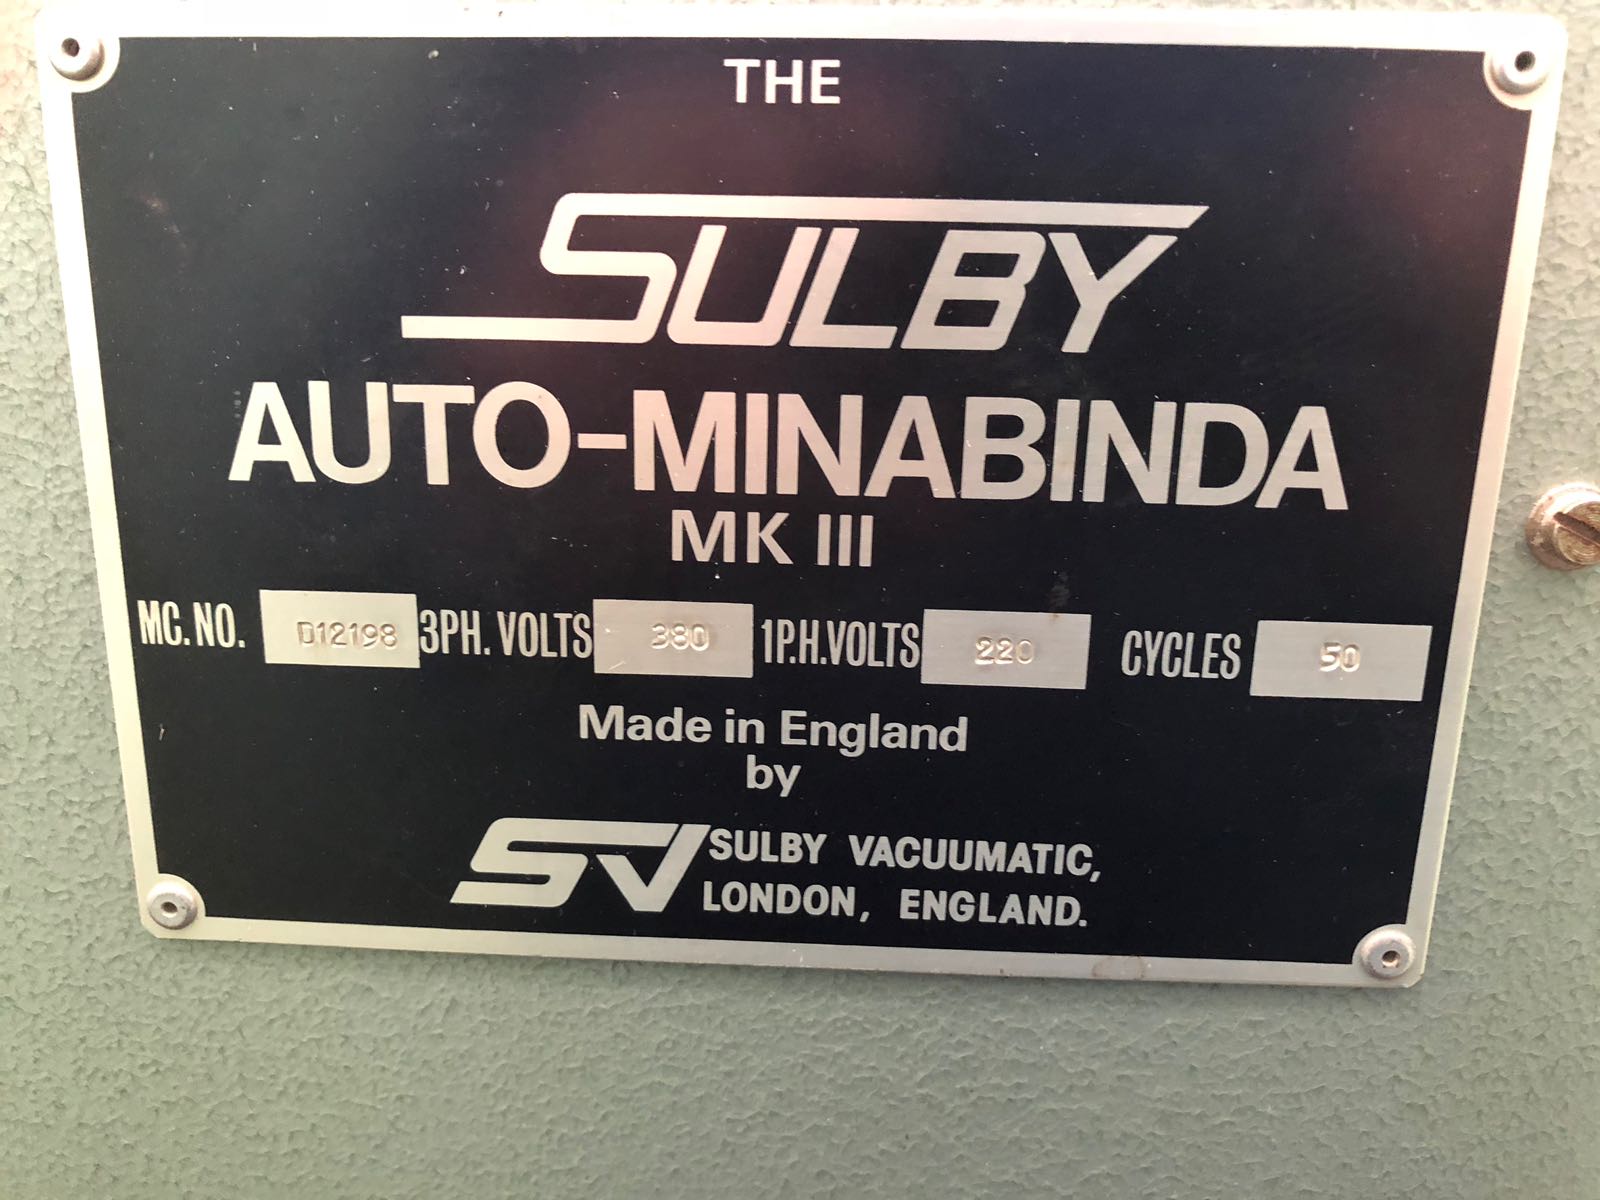 THE
SULBY
AUTO-MINABINDA
MK III
MC. NO. D12198 3PH. VOLTS 380 1P.H.VOLTS 220 CYCLES 50
Made in England
by
SV SULBY VACUUMATIC,
LONDON, ENGLAND.